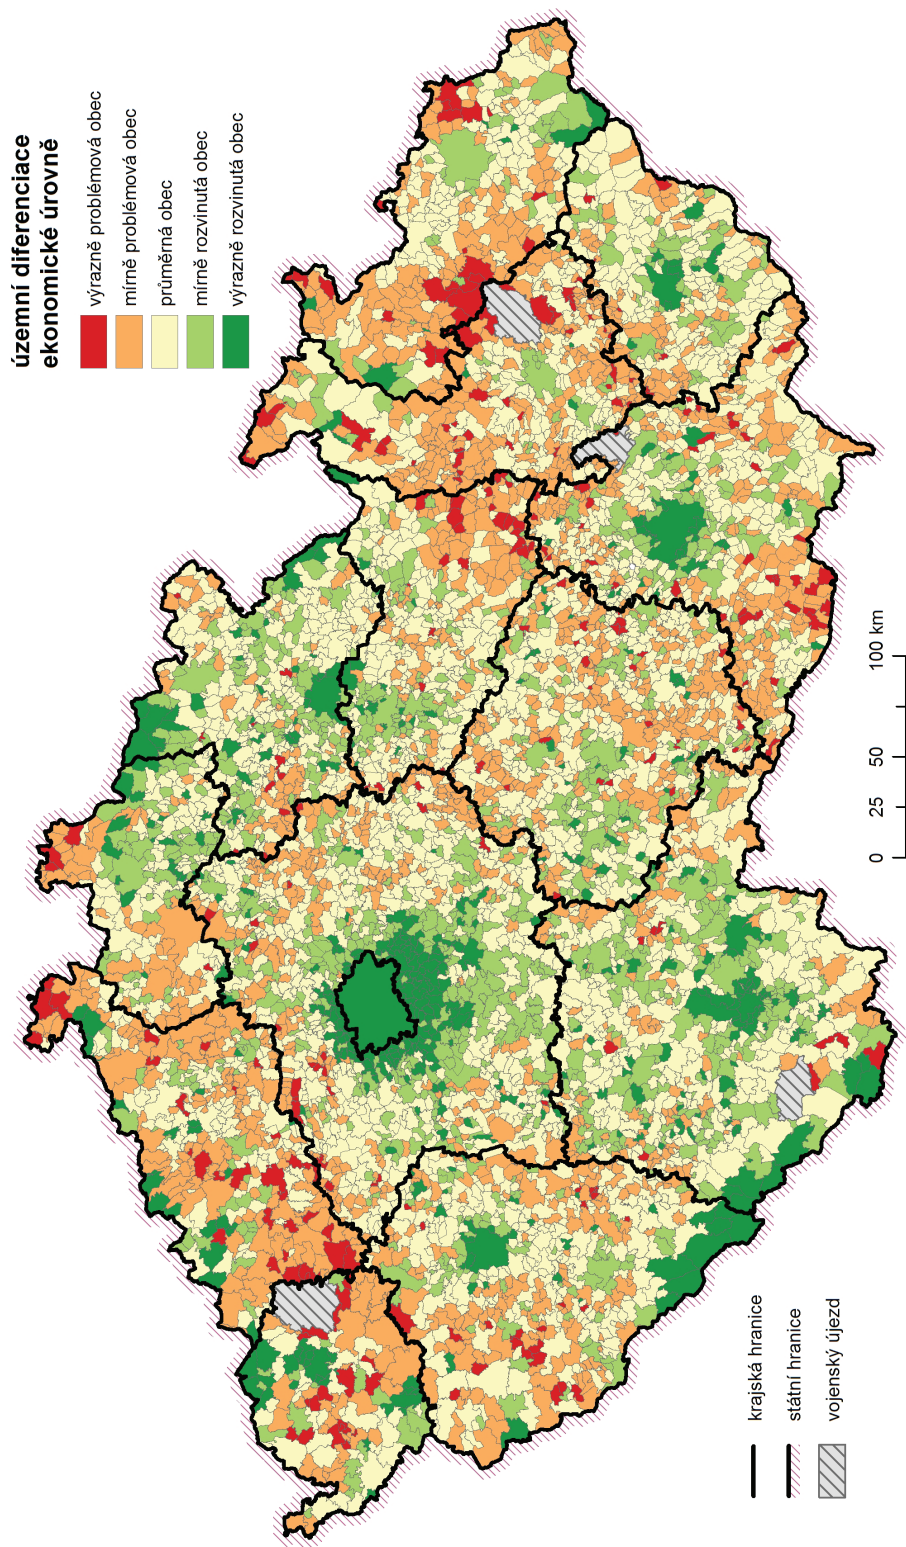 územní diferenciace
ekonomické úrovně
výrazně problémová obec
mírně problémová obec
průměrná obec
mírně rozvinutá obec
výrazně rozvinutá obec
krajská hranice
státní hranice
vojenský újezd
0 25 50 100 km